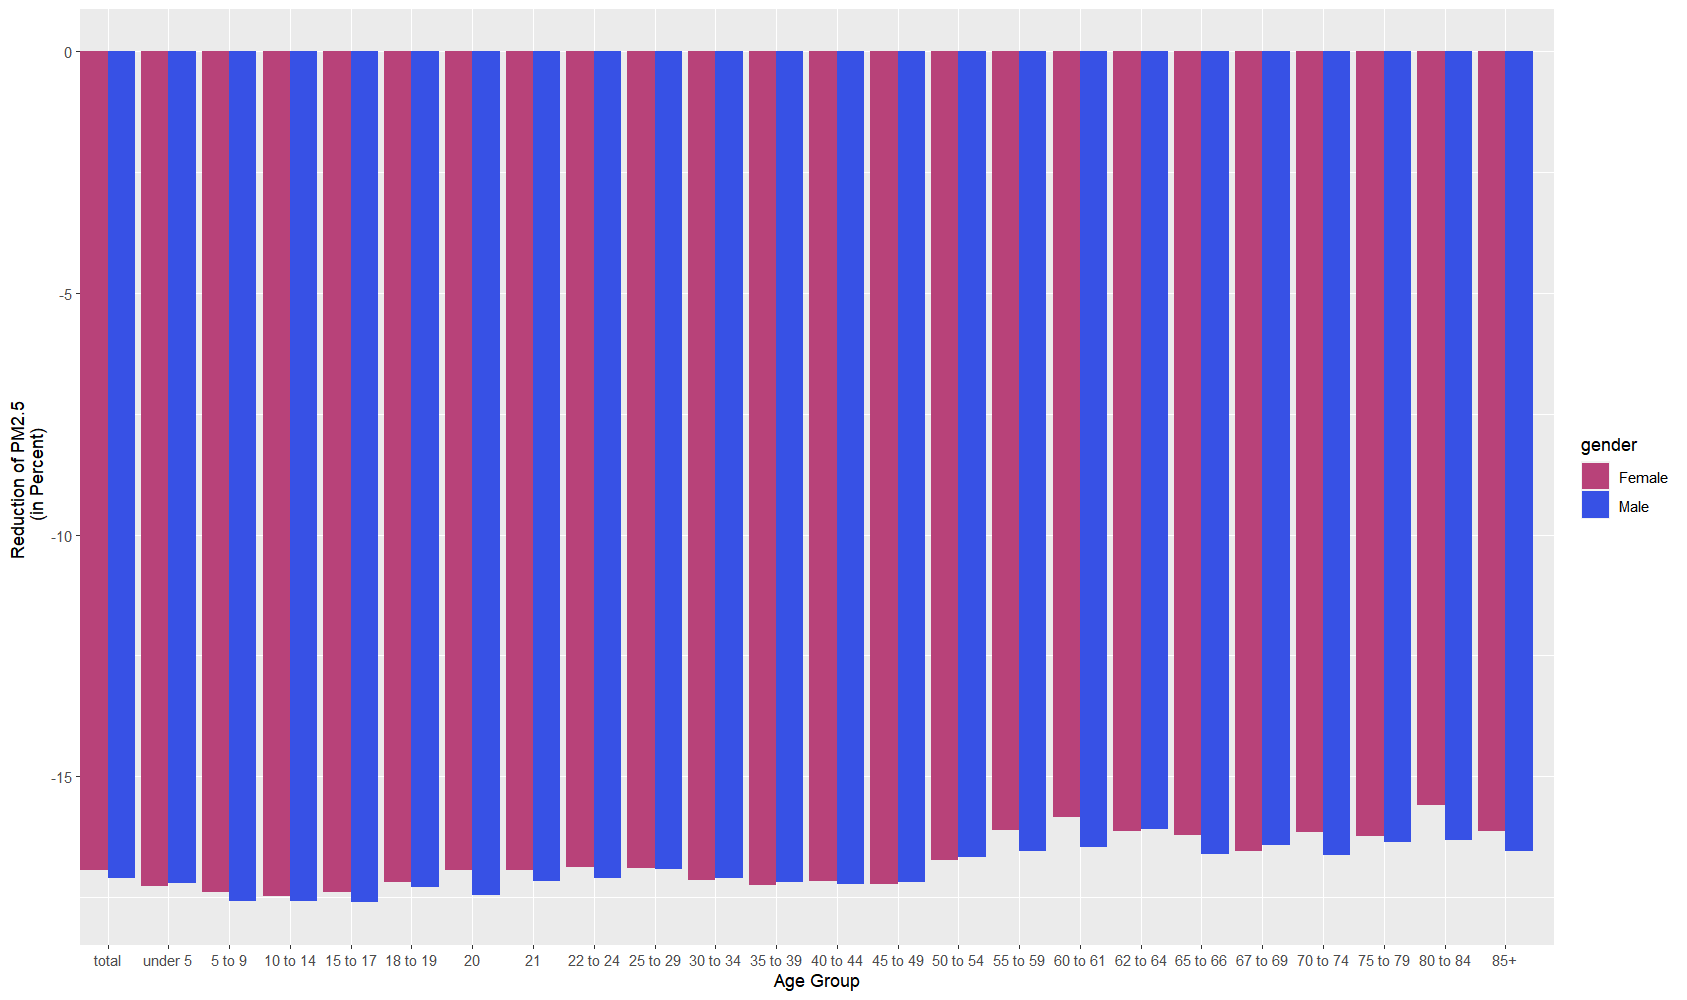 0
-5
-10
-15
Reduction of PM2.5
(in Percent)
total under 5 5 to 9 10 to 14 15 to 17 18 to 19 20 21 22 to 24 25 to 29 30 to 34 35 to 39 40 to 44 45 to 49 50 to 54 55 to 59 60 to 61 62 to 64 65 to 66 67 to 69 70 to 74 75 to 79 80 to 84 85+
Age Group
gender
Female
Male